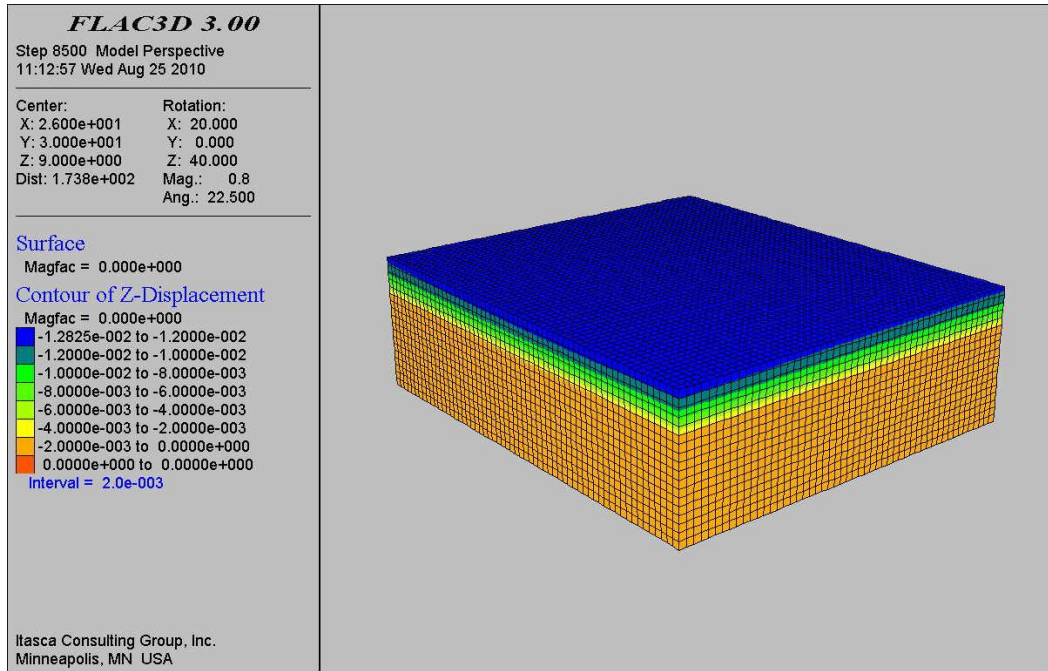 FLAC3D 3.00
Step 8500 Model Perspective
11:12:57 Wed Aug 25 2010
Center:
X: 2.600e+001
Y: 3.000e+001
Z: 9.000e+000
Dist: 1.738e+002
Rotation:
X: 20.000
Y: 0.000
Z: 40.000
Mag.: 0.8
Ang.: 22.500
Surface
Magfac = 0.000e+000
Contour of Z-Displacement
Magfac = 0.000e+000
-1.2825e-002 to -1.2000e-002
-1.2000e-002 to -1.0000e-002
-1.0000e-002 to -8.0000e-003
-8.0000e-003 to -6.0000e-003
-6.0000e-003 to -4.0000e-003
-4.0000e-003 to -2.0000e-003
-2.0000e-003 to 0.0000e+000
0.0000e+000 to 0.0000e+000
Interval = 2.0e-003
Itasca Consulting Group, Inc.
Minneapolis, MN USA